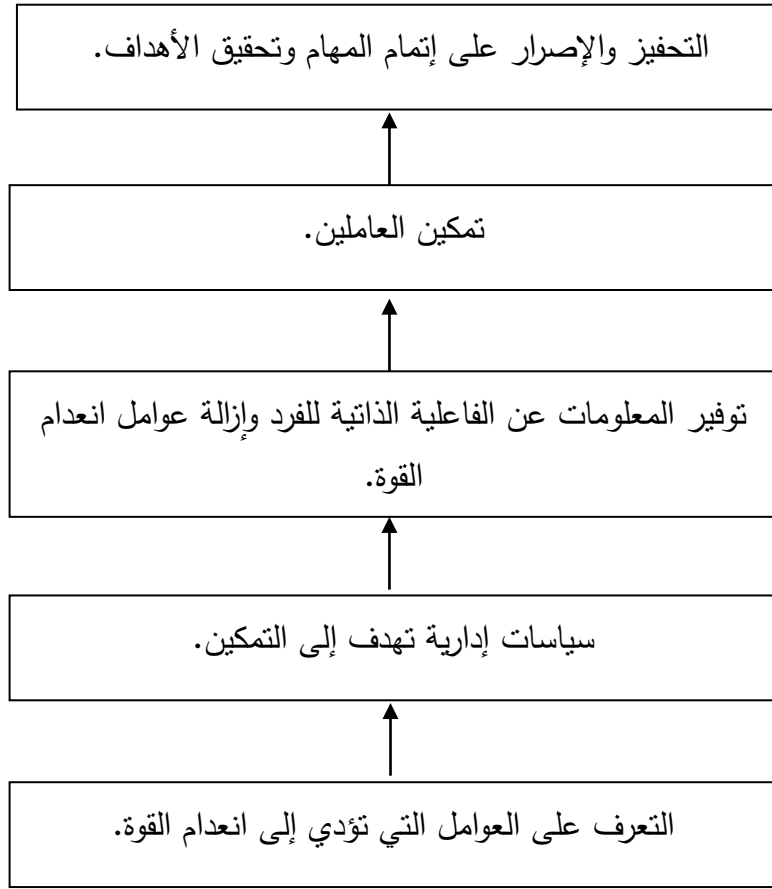 التحفيز والإصرار على إتمام المهام وتحقيق الأهداف.
تمكين العاملين.
توفير المعلومات عن الفاعلية الذاتية للفرد وإزالة عوامل انعدام
القوة.
سياسات إدارية تهدف إلى التمكين.
التعرف على العوامل التي تؤدي إلى انعدام القوة.